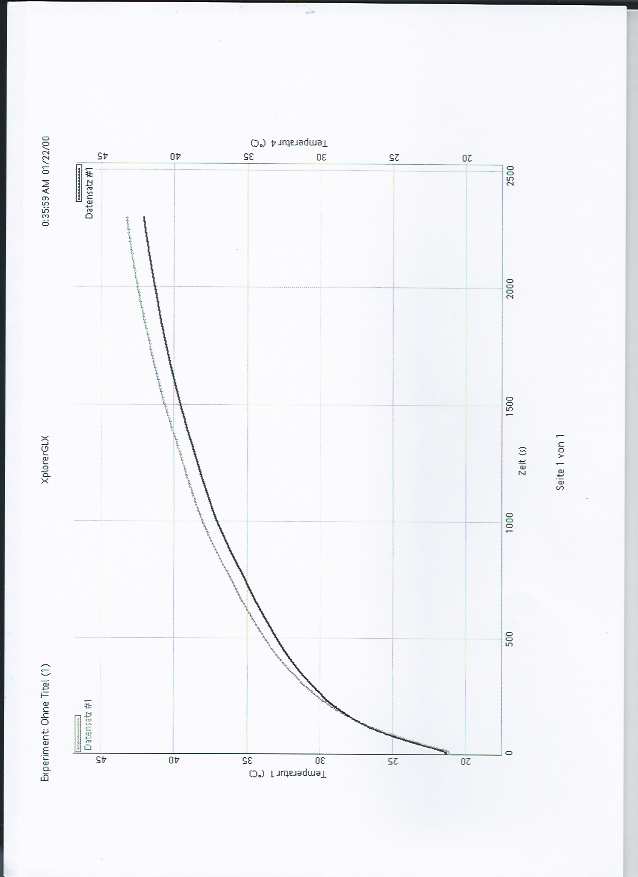 Experiment: Ohne Titel (1) XplorerGLX 0:35:59 AM 01/22/00
Datensatz #1 Datensatz #1
45 45
40 40
35 35
30 30
25 25
20 20
Temperatur 1 (°C) Temperatur 4 (°C)
0 500 1000 1500 2000 2500
Zeit (s)
Seite 1 von 1